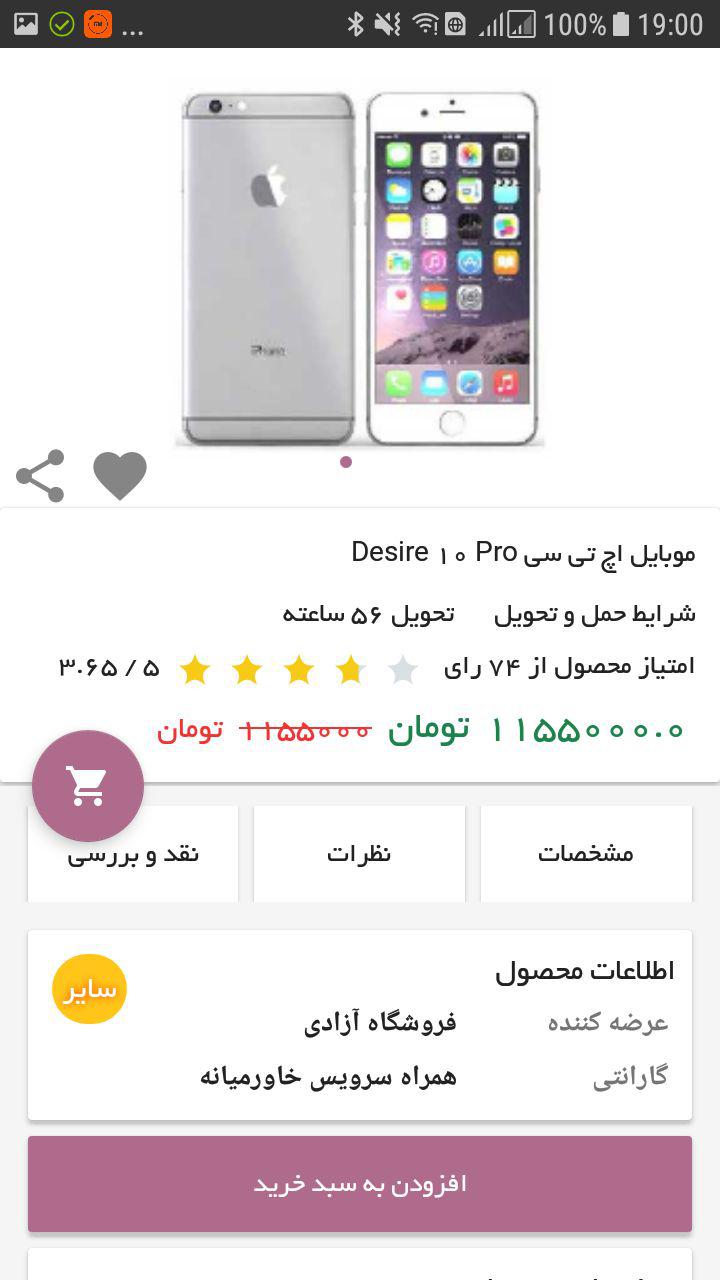 ... 100% 19:00
iPhone
موبایل اچ تی سی Desire ۱۰ Pro
شرایط حمل و تحویل تحویل ۵۶ ساعته
امتیاز محصول از ۷۴ رای ۵ / ۳.۶۵
۱۱۵۵۰۰۰۰.۰ تومان ۱۱۵۵۰۰۰ تومان
مشخصات نظرات نقد و بررسی
اطلاعات محصول سایر
عرضه کننده فروشگاه آزادی
گارانتی همراه سرویس خاورمیانه
افزودن به سبد خرید